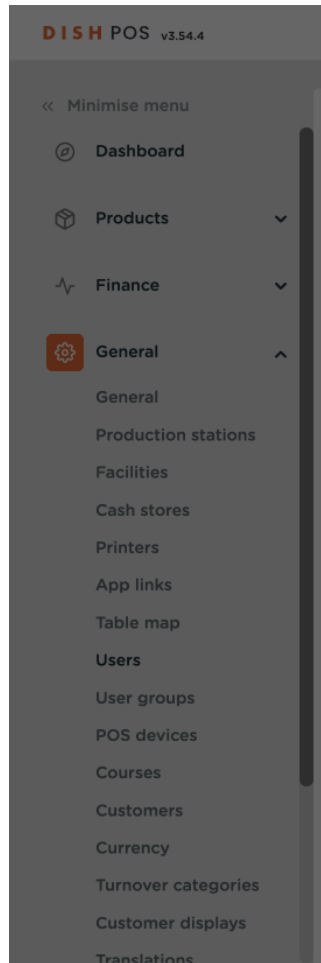 DISH POS v3.54.4
« Minimise menu
Dashboard
Products
Finance
General
General
Production stations
Facilities
Cash stores
Printers
App links
Table map
Users
User groups
POS devices
Courses
Customers
Currency
Turnover categories
Customer displays
Translations